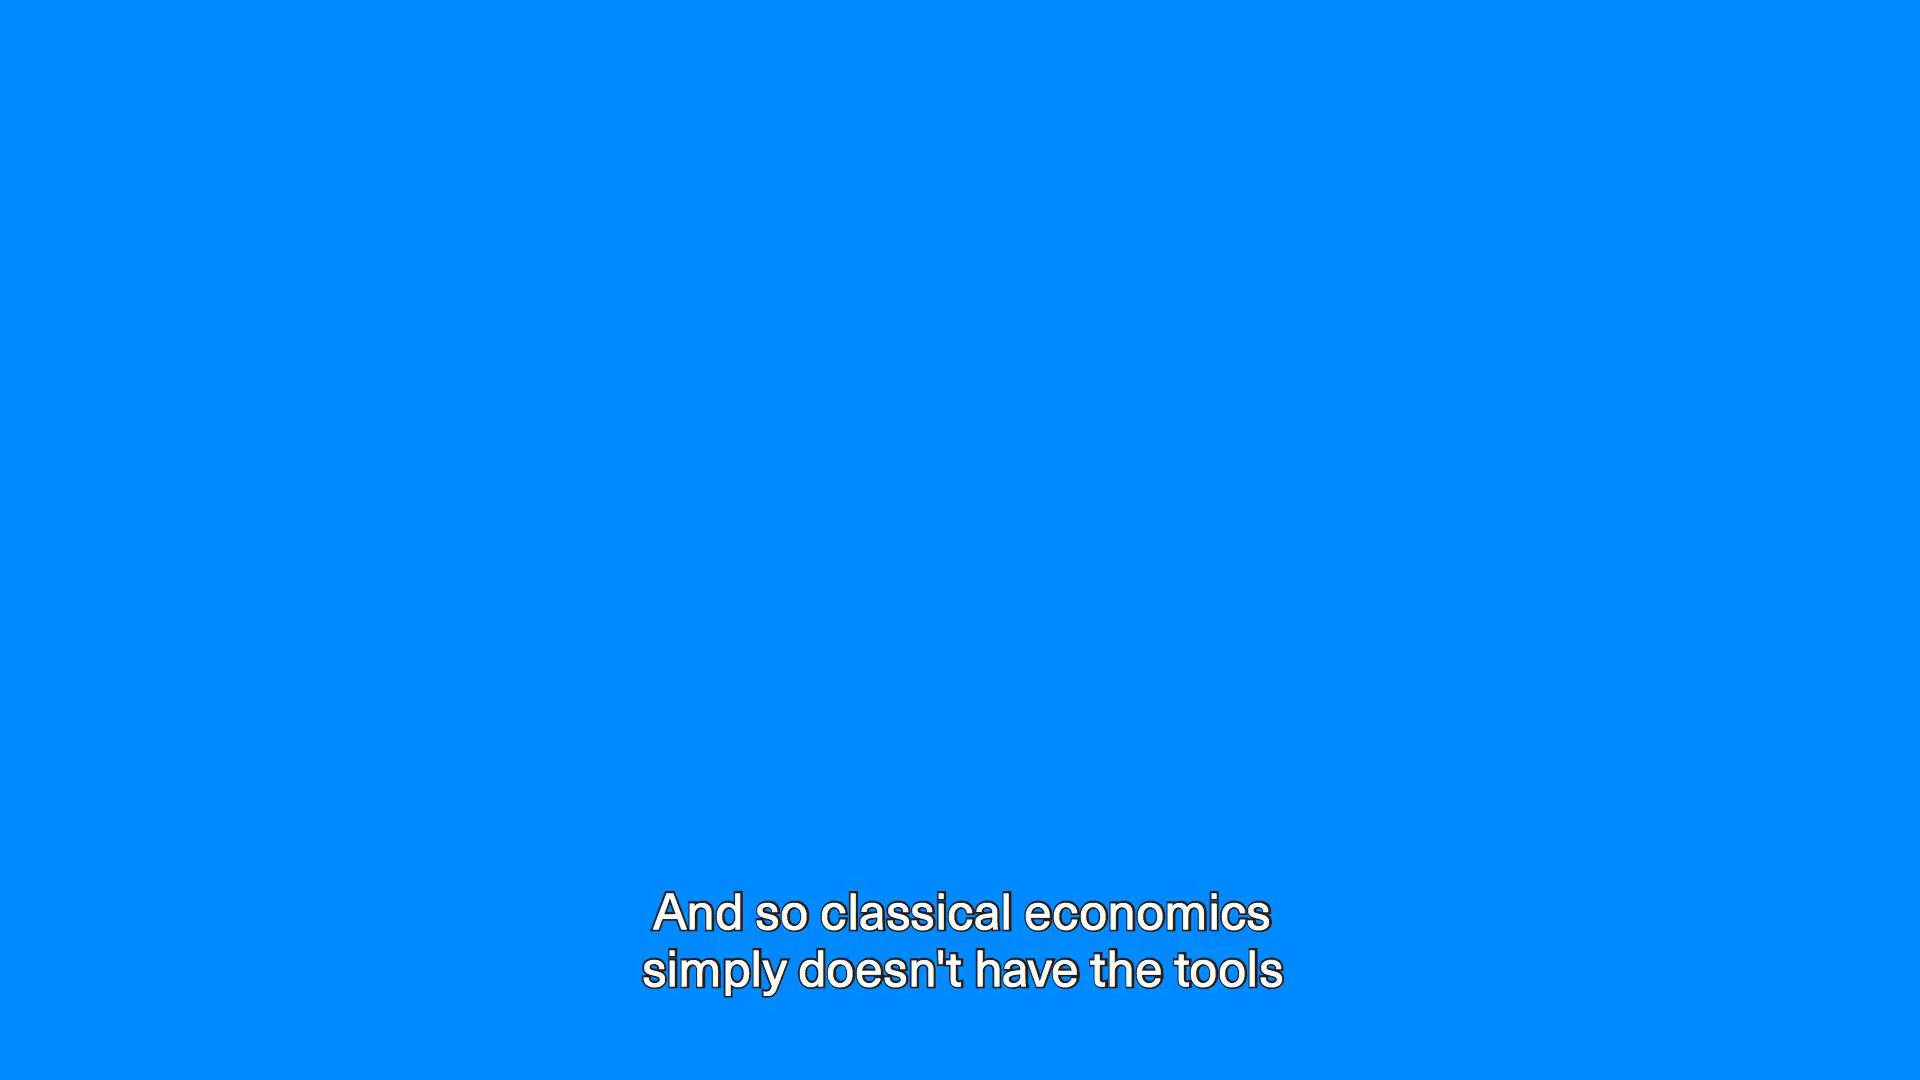 And so classical economics
simply doesn't have the tools